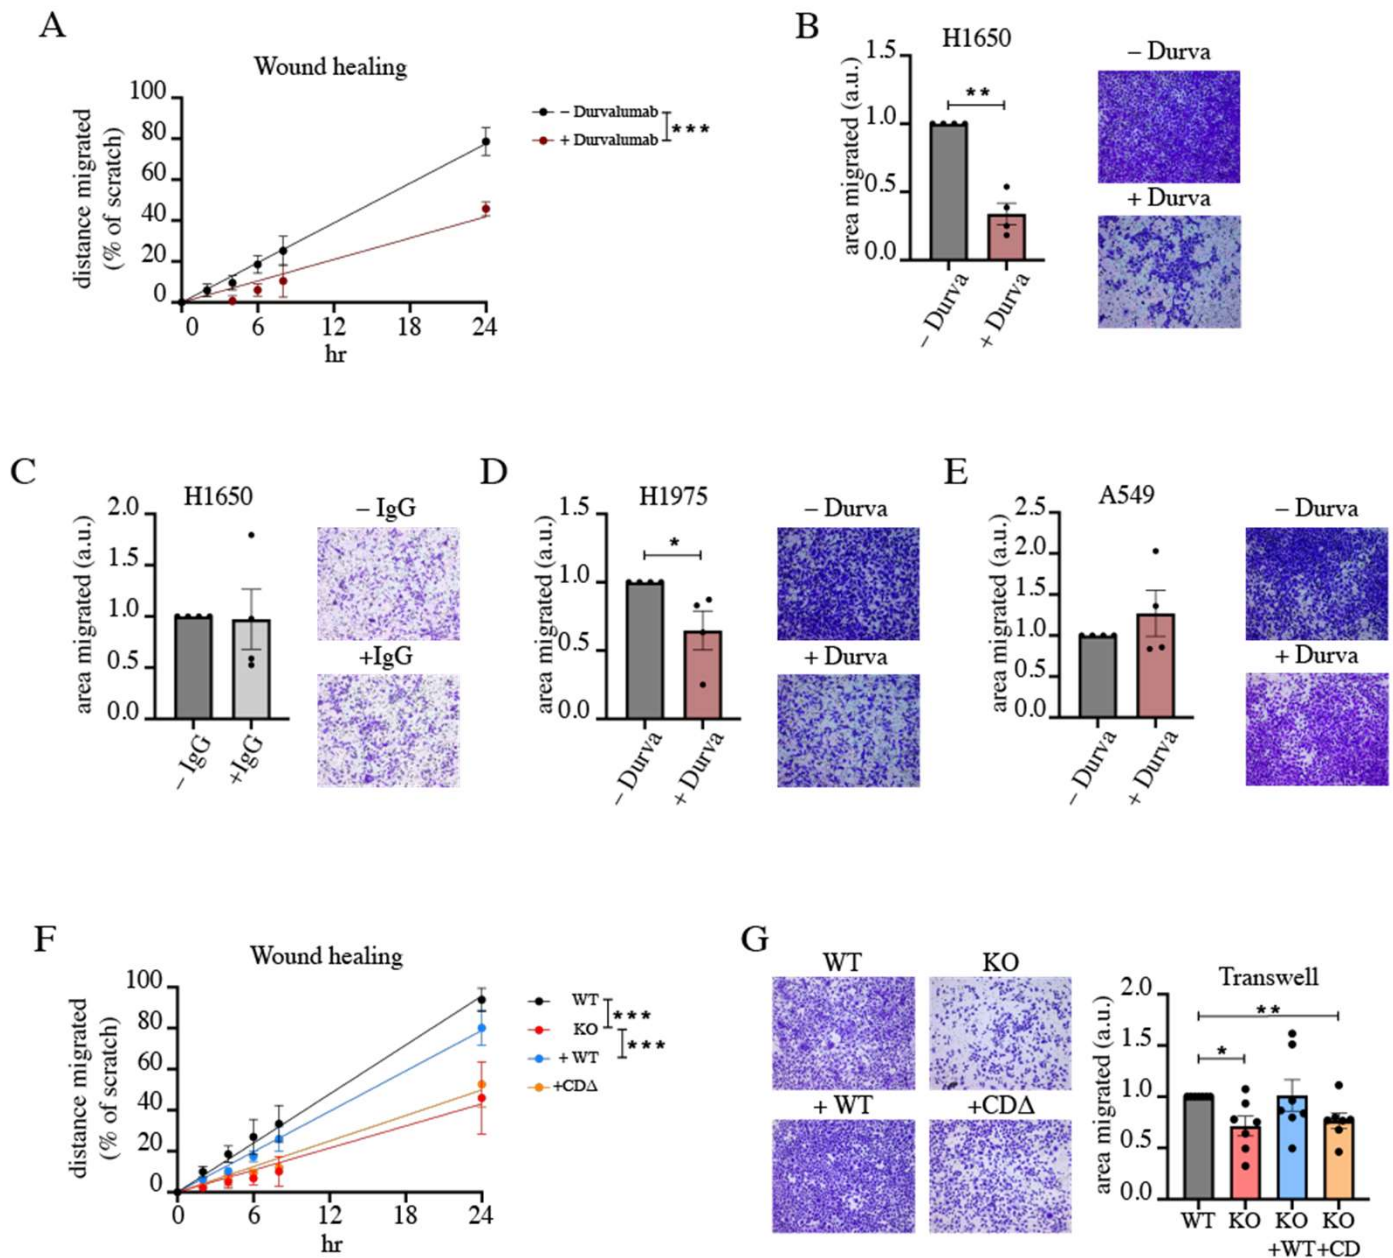 A
Wound healing
distance migrated
(% of scratch)
100
80
60
40
20
0
0 6 12 18 24
hr
– Durvalumab
+ Durvalumab
***
B
H1650
area migrated (a.u.)
1.5
1.0
0.5
0.0
**
– Durva
+ Durva
– Durva
+ Durva
C
H1650
area migrated (a.u.)
2.0
1.5
1.0
0.5
0.0
– IgG
+IgG
– IgG
+IgG
D
H1975
area migrated (a.u.)
1.5
1.0
0.5
0.0
*
– Durva
+ Durva
– Durva
+ Durva
E
A549
area migrated (a.u.)
2.5
2.0
1.5
1.0
0.5
0.0
– Durva
+ Durva
– Durva
+ Durva
F
Wound healing
distance migrated
(% of scratch)
100
80
60
40
20
0
0 6 12 18 24
hr
WT
KO
+ WT
+CDΔ
***
***
G
WT KO
+ WT +CDΔ
Transwell
area migrated (a.u.)
2.0
1.5
1.0
0.5
0.0
**
*
WT KO KO KO
+WT+CD